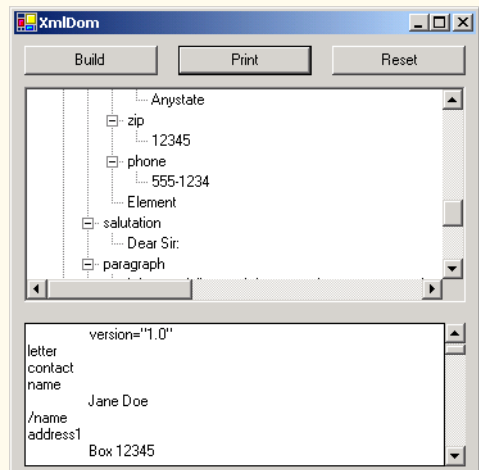 XmlDom
Build Print Reset
Anystate
zip
12345
phone
555-1234
Element
salutation
Dear Sir:
paragraph
version="1.0"
letter
contact
name
Jane Doe
/name
address1
Box 12345